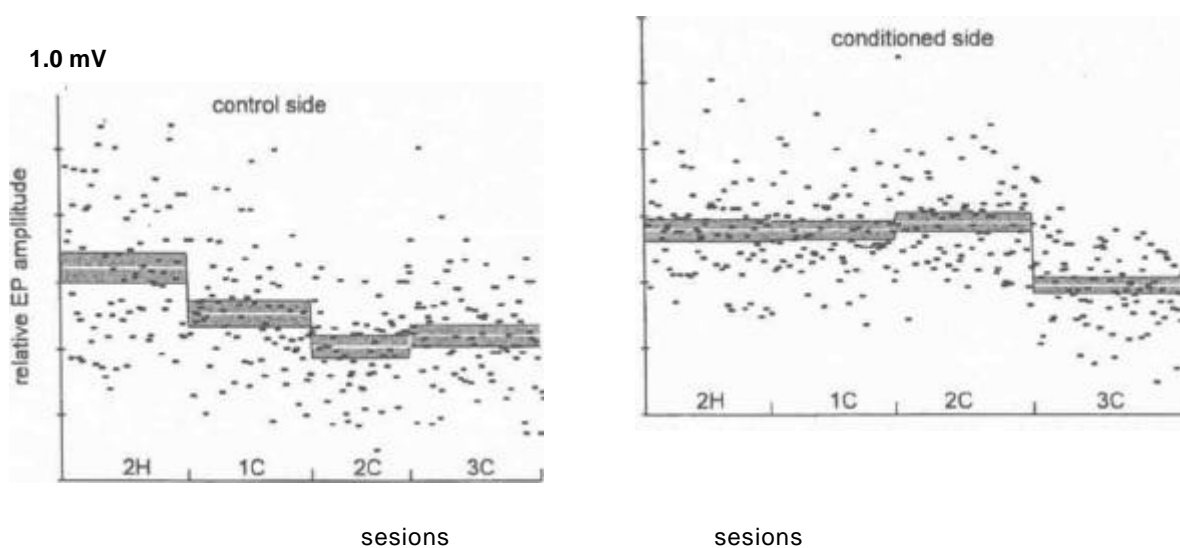 1.0 mV
control side
relative EP ampllitude
2H 1C 2C 3C
sesions
conditioned side
2H 1C 2C 3C
sesions